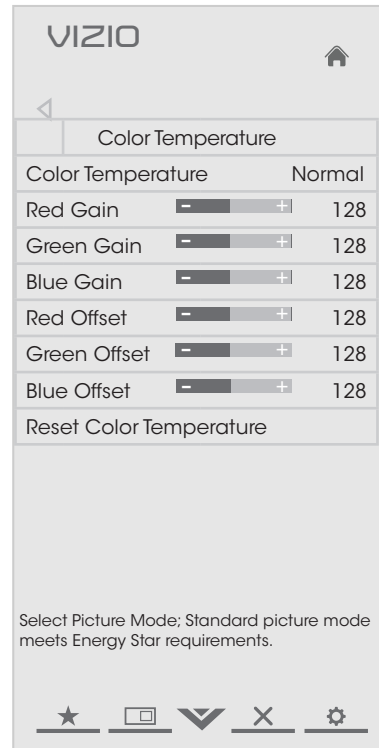 VIZIO
Color Temperature
Color Temperature Normal
Red Gain - + 128
Green Gain - + 128
Blue Gain - + 128
Red Offset - + 128
Green Offset - + 128
Blue Offset - + 128
Reset Color Temperature
Select Picture Mode; Standard picture mode
meets Energy Star requirements.